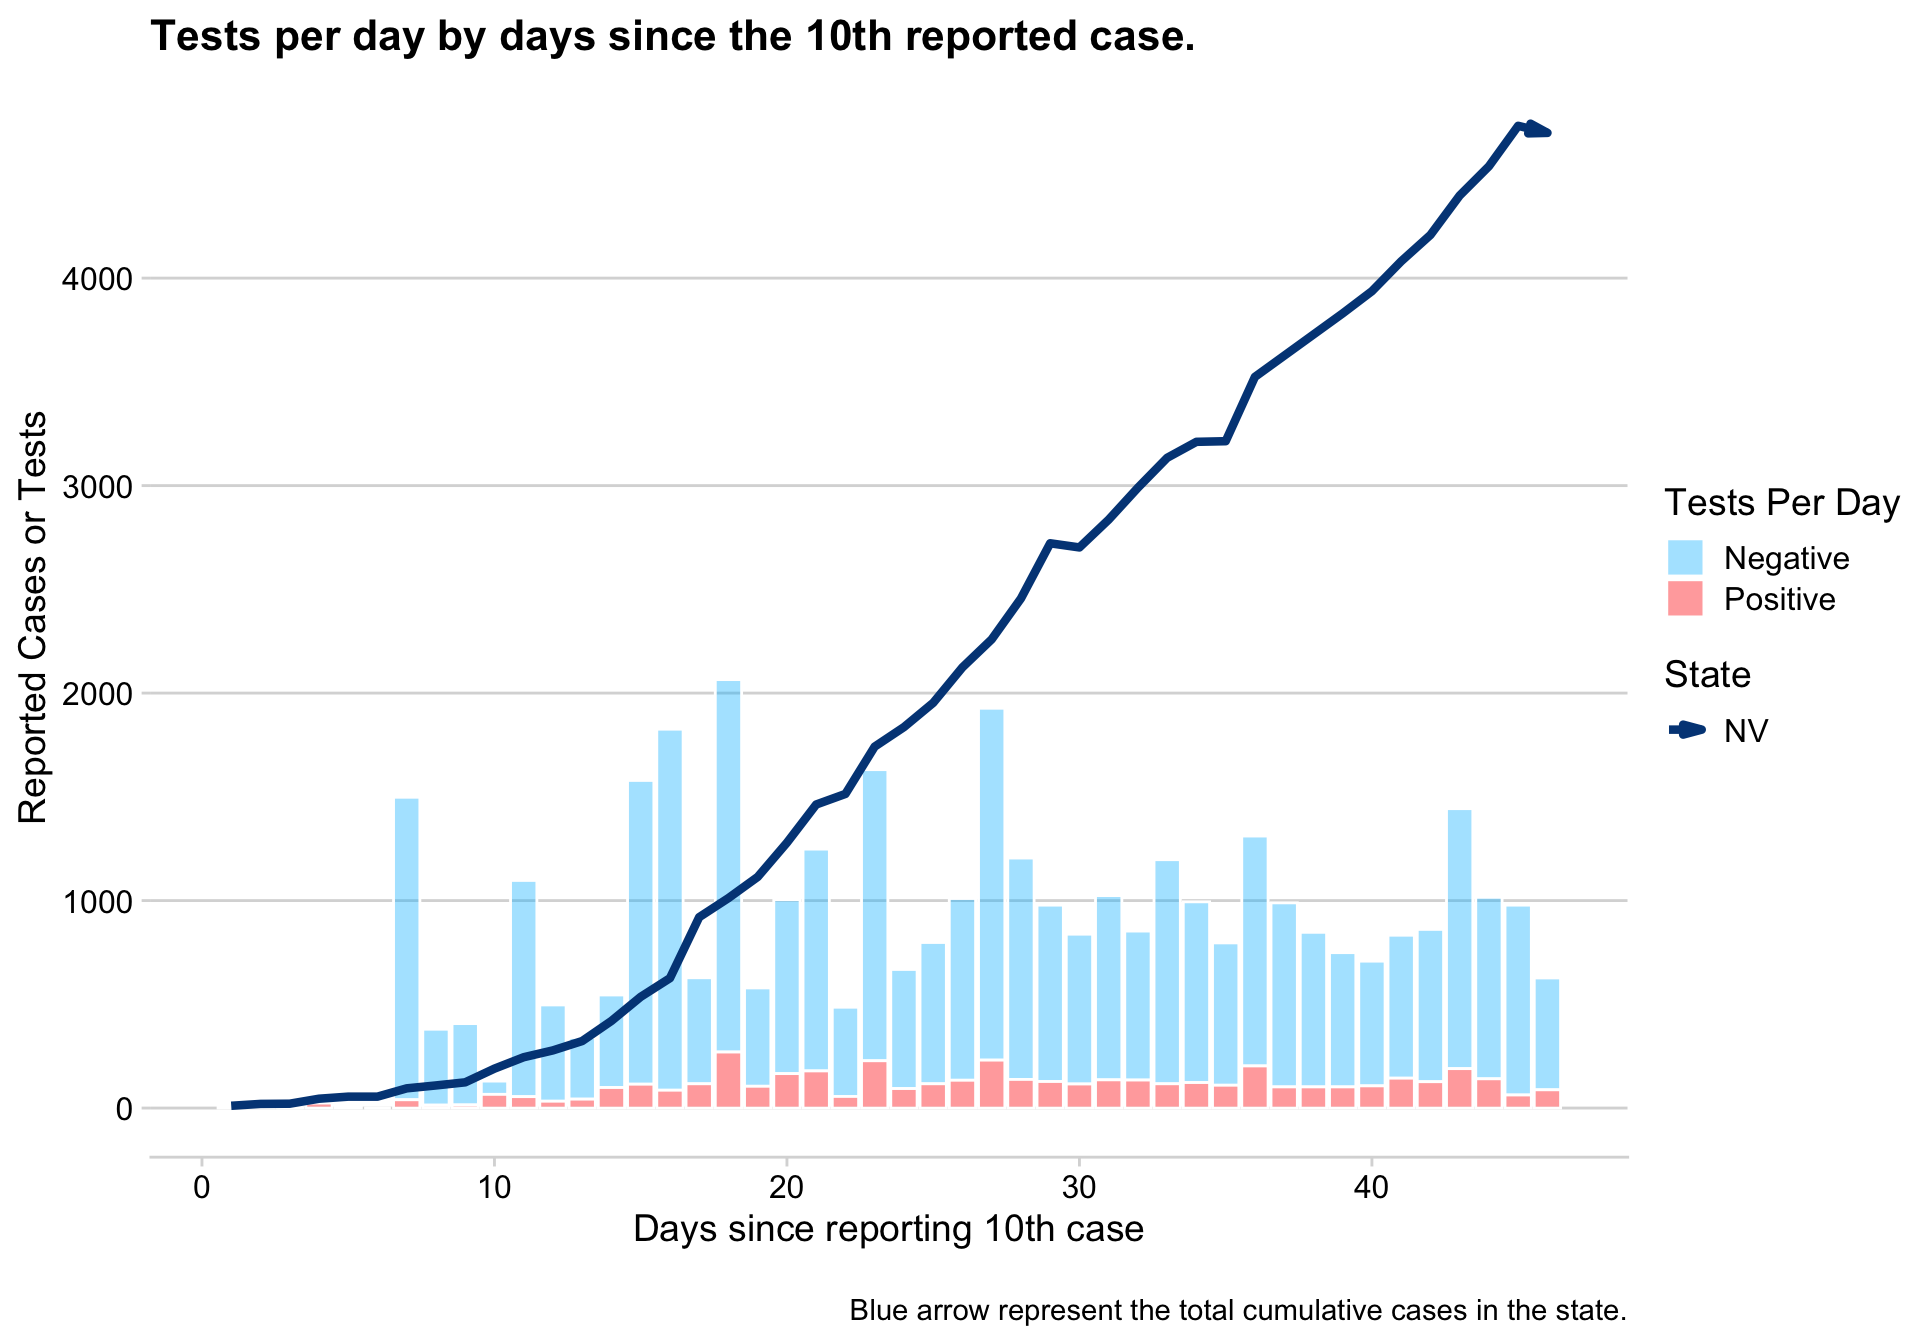 Tests per day by days since the 10th reported case.
Reported Cases or Tests
4000
3000
2000
1000
0
0 10 20 30 40
Days since reporting 10th case
Tests Per Day
Negative
Positive
State
NV
Blue arrow represent the total cumulative cases in the state.